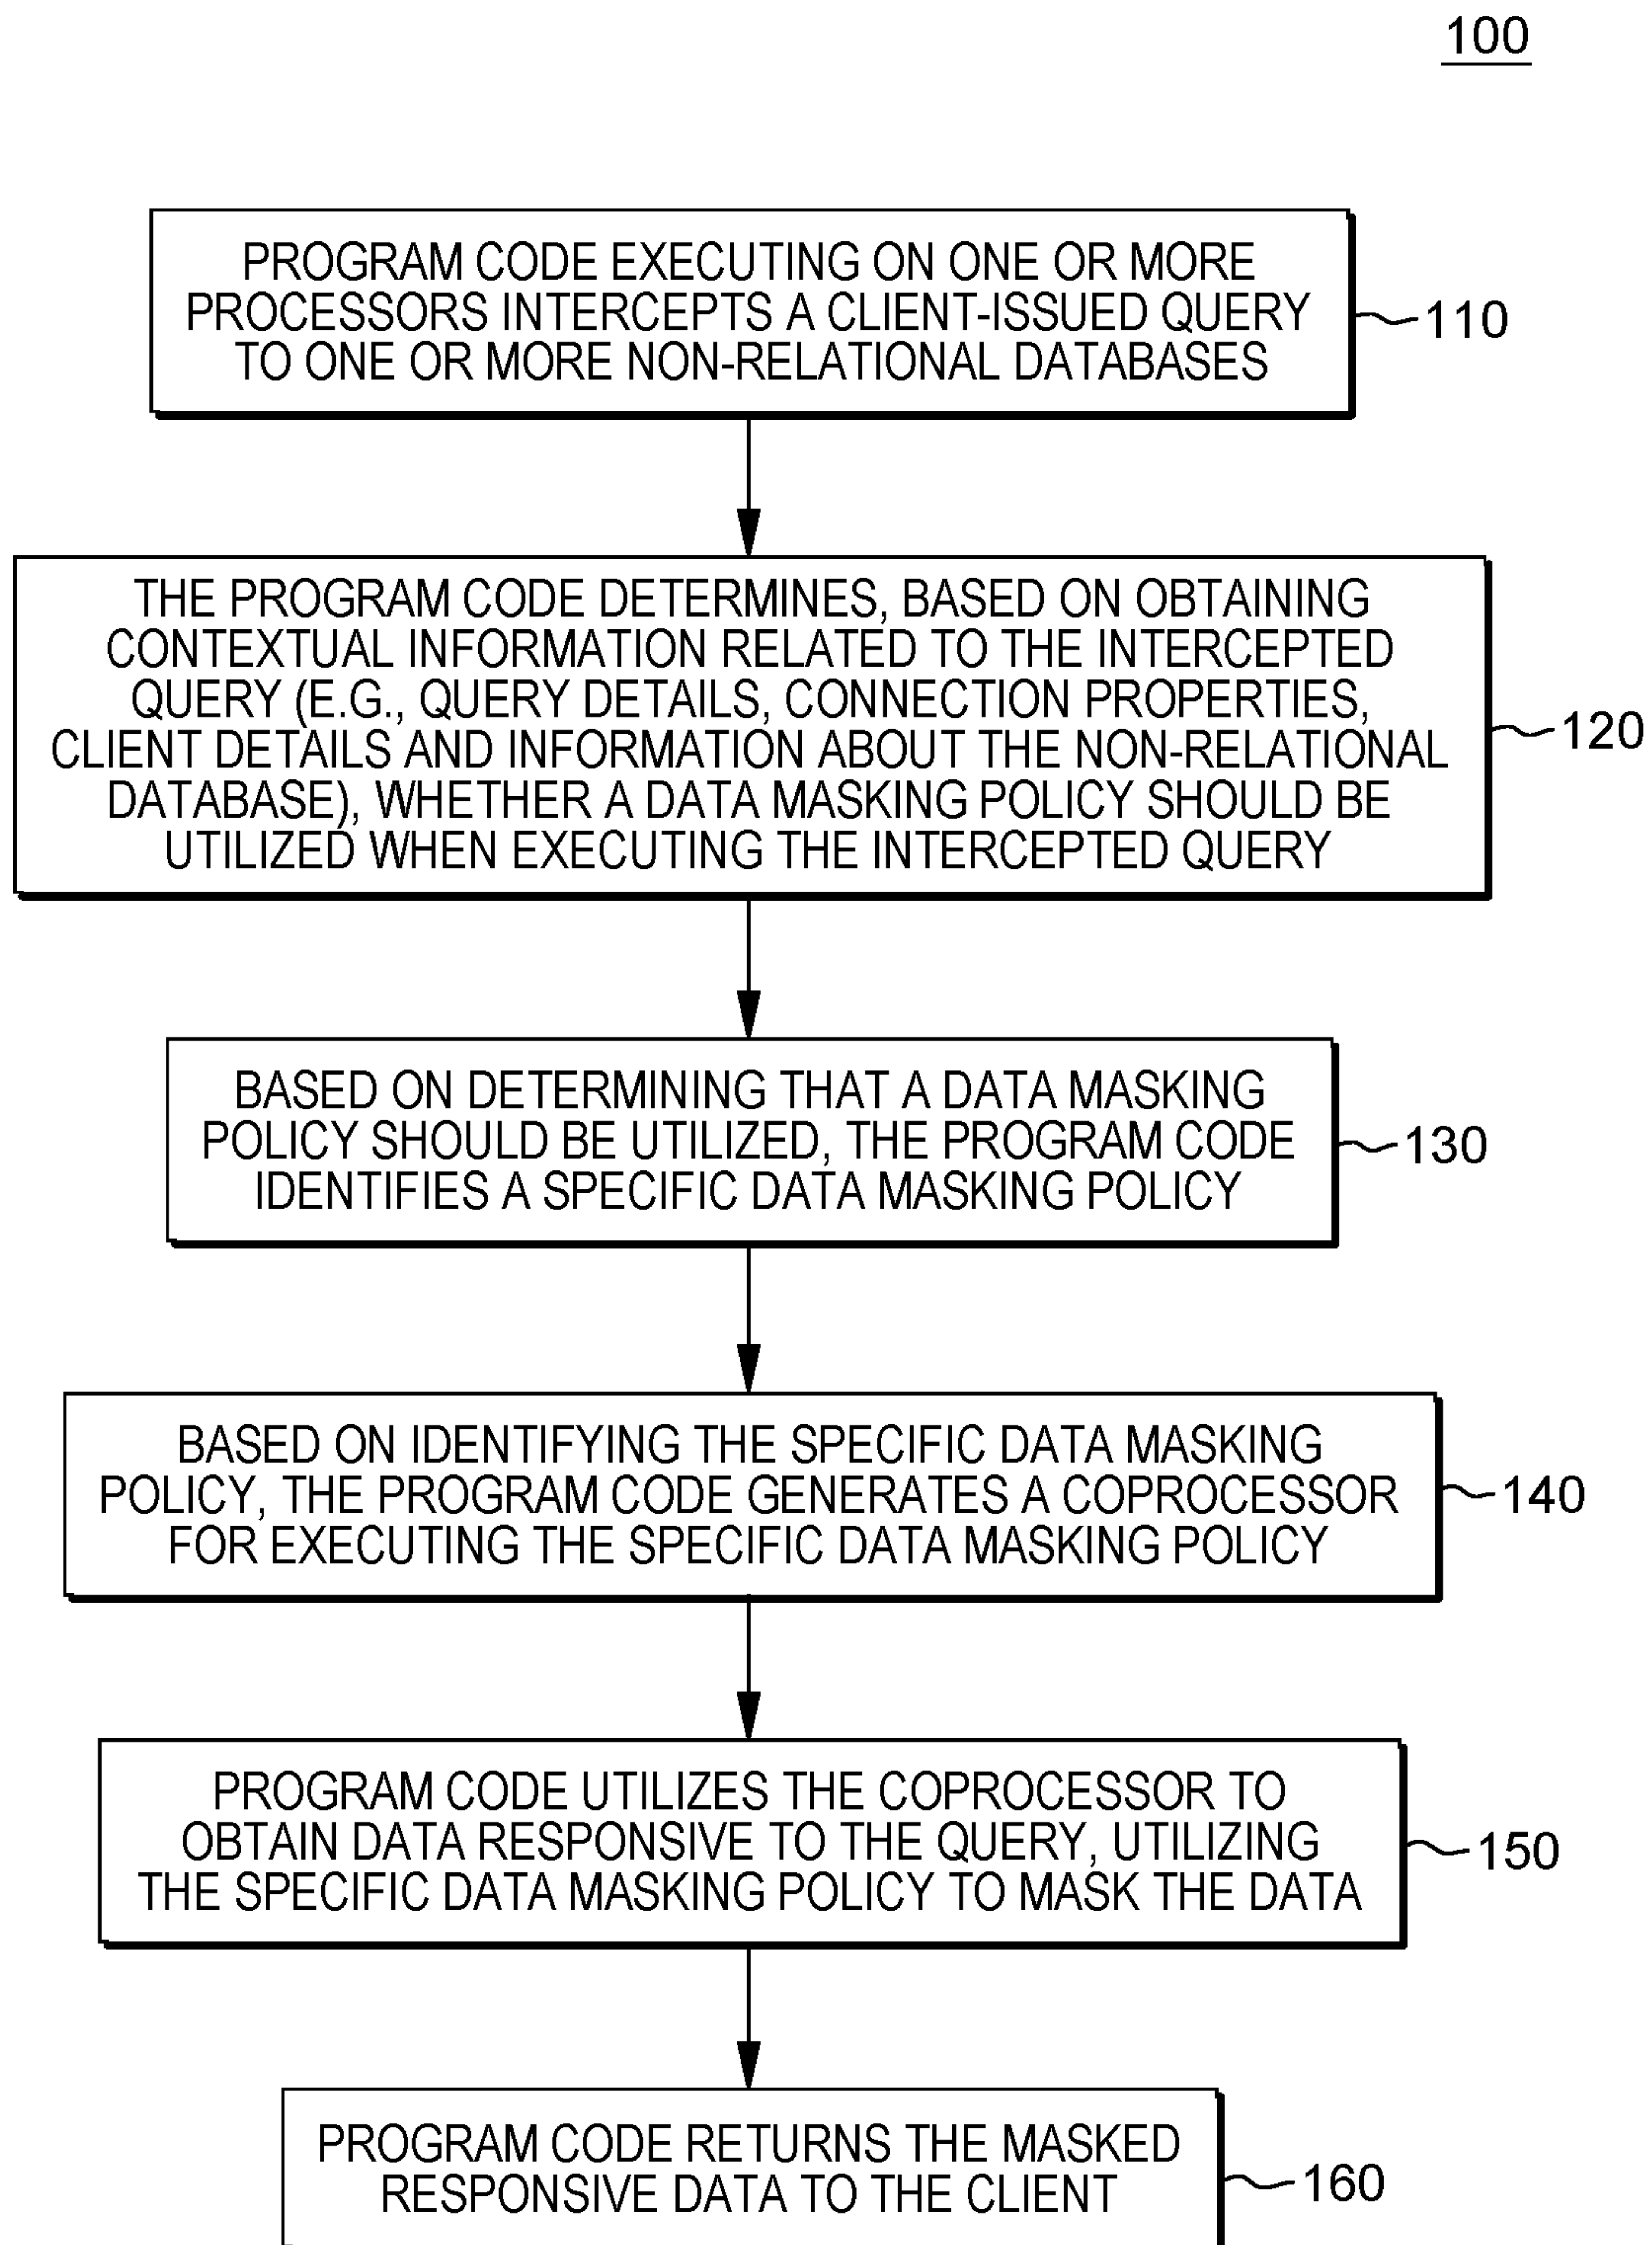 100
PROGRAM CODE EXECUTING ON ONE OR MORE
PROCESSORS INTERCEPTS A CLIENT-ISSUED QUERY
TO ONE OR MORE NON-RELATIONAL DATABASES
110
THE PROGRAM CODE DETERMINES, BASED ON OBTAINING
CONTEXTUAL INFORMATION RELATED TO THE INTERCEPTED
QUERY (E.G., QUERY DETAILS, CONNECTION PROPERTIES,
CLIENT DETAILS AND INFORMATION ABOUT THE NON-RELATIONAL
DATABASE), WHETHER A DATA MASKING POLICY SHOULD BE
UTILIZED WHEN EXECUTING THE INTERCEPTED QUERY
120
BASED ON DETERMINING THAT A DATA MASKING
POLICY SHOULD BE UTILIZED, THE PROGRAM CODE
IDENTIFIES A SPECIFIC DATA MASKING POLICY
130
BASED ON IDENTIFYING THE SPECIFIC DATA MASKING
POLICY, THE PROGRAM CODE GENERATES A COPROCESSOR
FOR EXECUTING THE SPECIFIC DATA MASKING POLICY
140
PROGRAM CODE UTILIZES THE COPROCESSOR TO
OBTAIN DATA RESPONSIVE TO THE QUERY, UTILIZING
THE SPECIFIC DATA MASKING POLICY TO MASK THE DATA
150
PROGRAM CODE RETURNS THE MASKED
RESPONSIVE DATA TO THE CLIENT
160